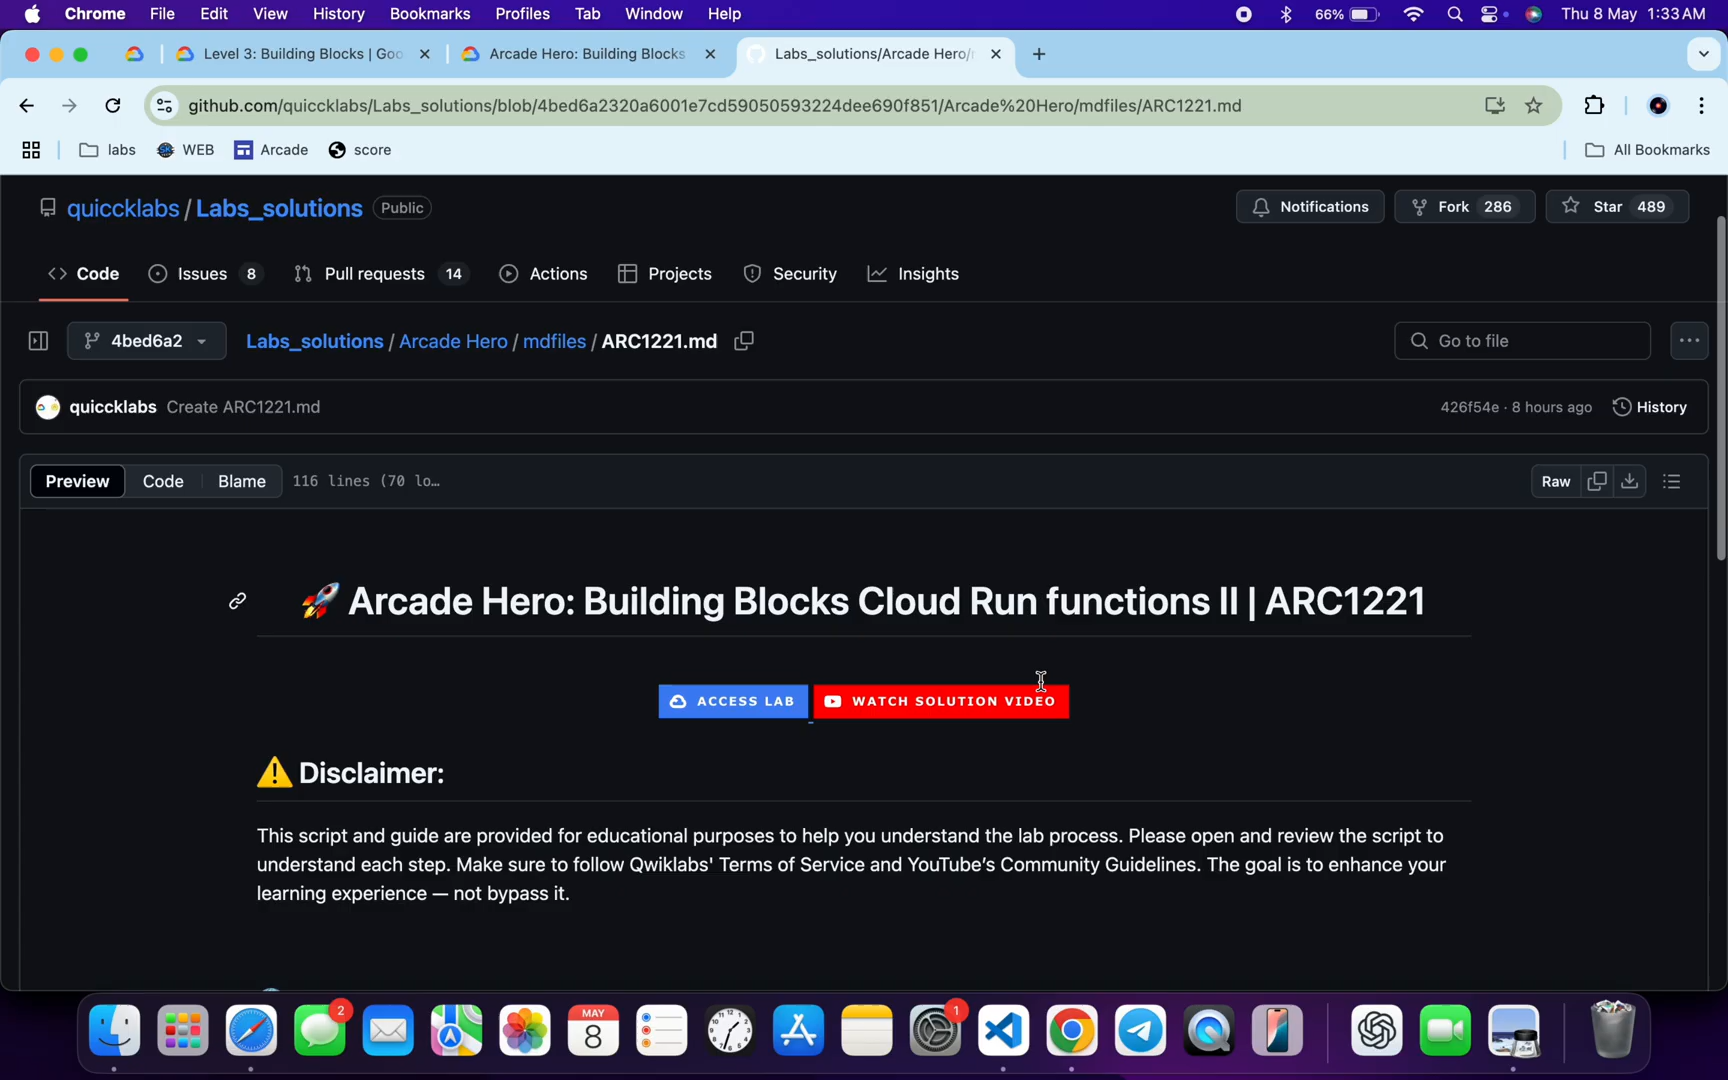 Chrome File Edit View History Bookmarks Profiles Tab Window Help 66% Thu 8 May 1:33 AM
Level 3: Building Blocks | Goo Arcade Hero: Building Blocks Labs_solutions/Arcade Hero/
github.com/quiccklabs/Labs_solutions/blob/4bed6a2320a6001e7cd59050593224dee690f851/Arcade%20Hero/mdfiles/ARC1221.md
labs WEB Arcade score All Bookmarks
quiccklabs / Labs_solutions Public Notifications Fork 286 Star 489
Code Issues 8 Pull requests 14 Actions Projects Security Insights
4bed6a2 Labs_solutions / Arcade Hero / mdfiles / ARC1221.md Go to file
quiccklabs Create ARC1221.md 426f54e · 8 hours ago History
Preview Code Blame 116 lines (70 lo… Raw
🚀 Arcade Hero: Building Blocks Cloud Run functions II | ARC1221
ACCESS LAB WATCH SOLUTION VIDEO
⚠️ Disclaimer:
This script and guide are provided for educational purposes to help you understand the lab process. Please open and review the script to
understand each step. Make sure to follow Qwiklabs' Terms of Service and YouTube's Community Guidelines. The goal is to enhance your
learning experience — not bypass it.
2 MAY 8 1